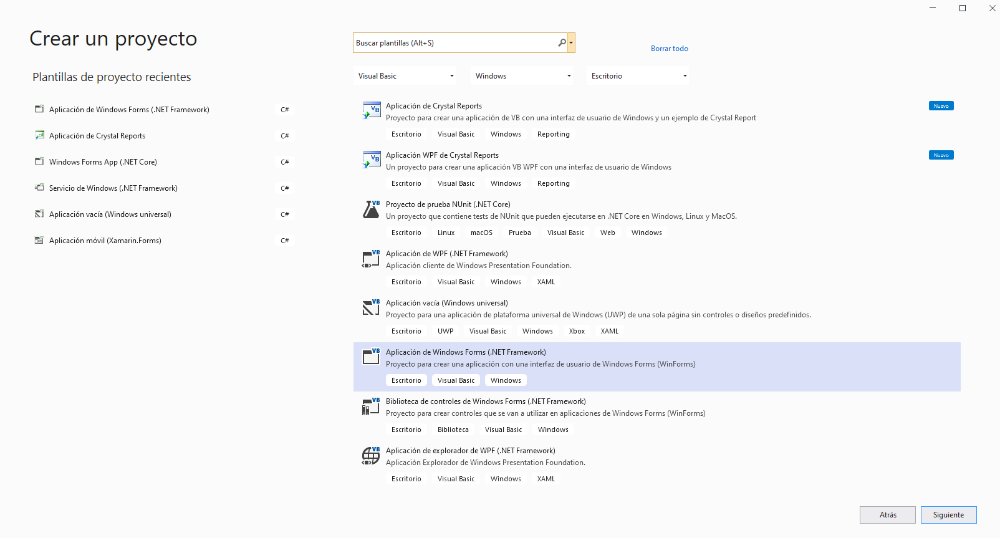 Crear un proyecto
Buscar plantillas (Alt+S)
Borrar todo
Plantillas de proyecto recientes
Visual Basic
Windows
Escritorio
Aplicación de Windows Forms (.NET Framework) C#
Aplicación de Crystal Reports C#
Windows Forms App (.NET Core) C#
Servicio de Windows (.NET Framework) C#
Aplicación vacía (Windows universal) C#
Aplicación móvil (Xamarin.Forms) C#
VB
Aplicación de Crystal Reports
Nuevo
Proyecto para crear una aplicación de VB con una interfaz de usuario de Windows y un ejemplo de Crystal Report
Escritorio Visual Basic Windows Reporting
VB
Aplicación WPF de Crystal Reports
Nuevo
Un proyecto para crear una aplicación VB WPF con una interfaz de usuario de Windows
Escritorio Visual Basic Windows Reporting
VB
Proyecto de prueba NUnit (.NET Core)
Un proyecto que contiene tests de NUnit que pueden ejecutarse en .NET Core en Windows, Linux y MacOS.
Escritorio Linux macOS Prueba Visual Basic Web Windows
VB
Aplicación de WPF (.NET Framework)
Aplicación cliente de Windows Presentation Foundation.
Escritorio Visual Basic Windows XAML
VB
Aplicación vacía (Windows universal)
Proyecto para una aplicación de plataforma universal de Windows (UWP) de una sola página sin controles o diseños predefinidos.
Escritorio UWP Visual Basic Windows Xbox XAML
VB
Aplicación de Windows Forms (.NET Framework)
Proyecto para crear una aplicación con una interfaz de usuario de Windows Forms (WinForms)
Escritorio Visual Basic Windows
VB
Biblioteca de controles de Windows Forms (.NET Framework)
Proyecto para crear controles que se van a utilizar en aplicaciones de Windows Forms (WinForms)
Escritorio Biblioteca Visual Basic Windows
VB
Aplicación de explorador de WPF (.NET Framework)
Aplicación Explorador de Windows Presentation Foundation.
Escritorio Visual Basic Windows XAML
Atrás
Siguiente